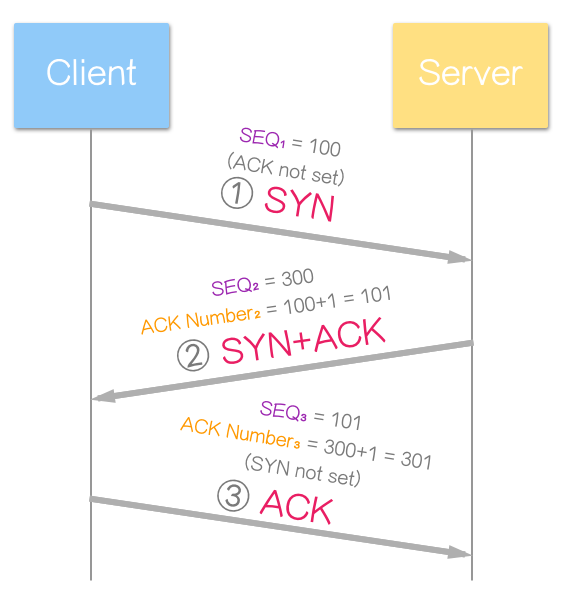 Client
Server
SEQ₁ = 100
(ACK not set)
① SYN
SEQ₂ = 300
ACK Number₂ = 100+1 = 101
② SYN+ACK
SEQ₃ = 101
ACK Number₃ = 300+1 = 301
(SYN not set)
③ ACK